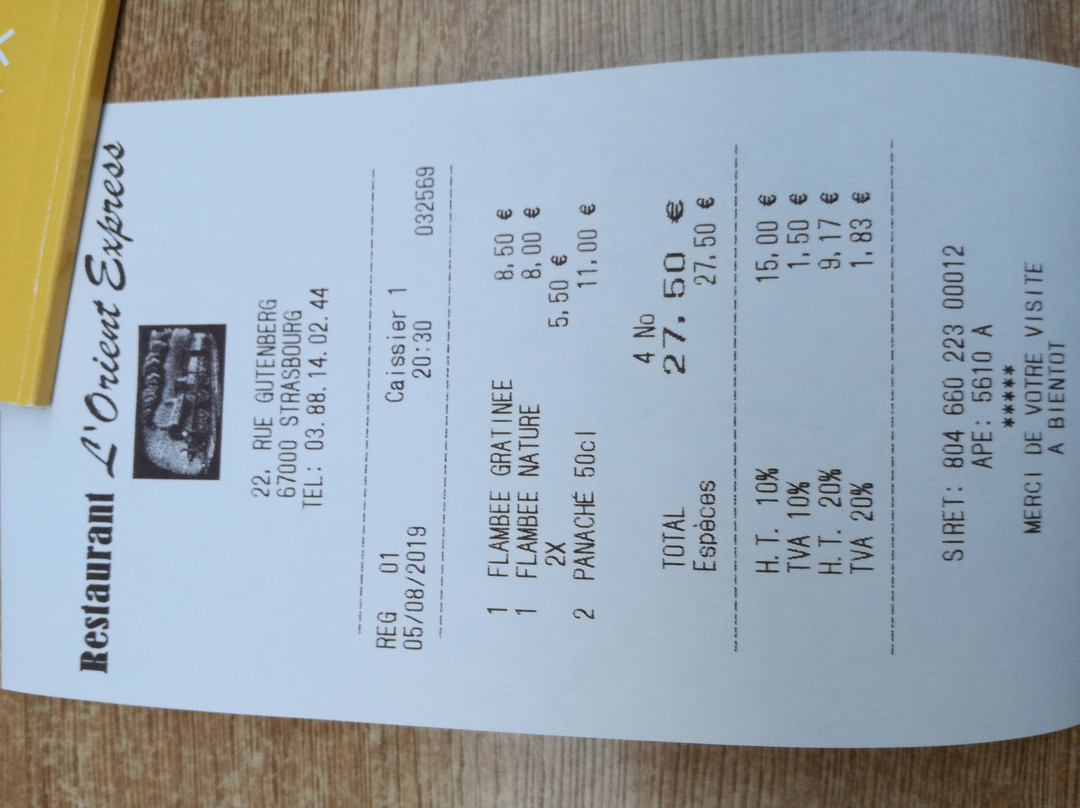 Restaurant L'Orient Express
22, RUE GUTENBERG
67000 STRASBOURG
TEL: 03.88.14.02.44
REG 01 Caissier 1
05/08/2019 20:30 032569
1 FLAMBEE GRATINEE 8,50 €
1 FLAMBEE NATURE 8,00 €
2X 5,50 €
2 PANACHÉ 50cl 11,00 €
4 No
TOTAL 27,50 €
Espèces 27,50 €
H.T. 10% 15,00 €
TVA 10% 1,50 €
H.T. 20% 9,17 €
TVA 20% 1,83 €
SIRET: 804 660 223 00012
APE: 5610 A
*****
MERCI DE VOTRE VISITE
A BIENTOT